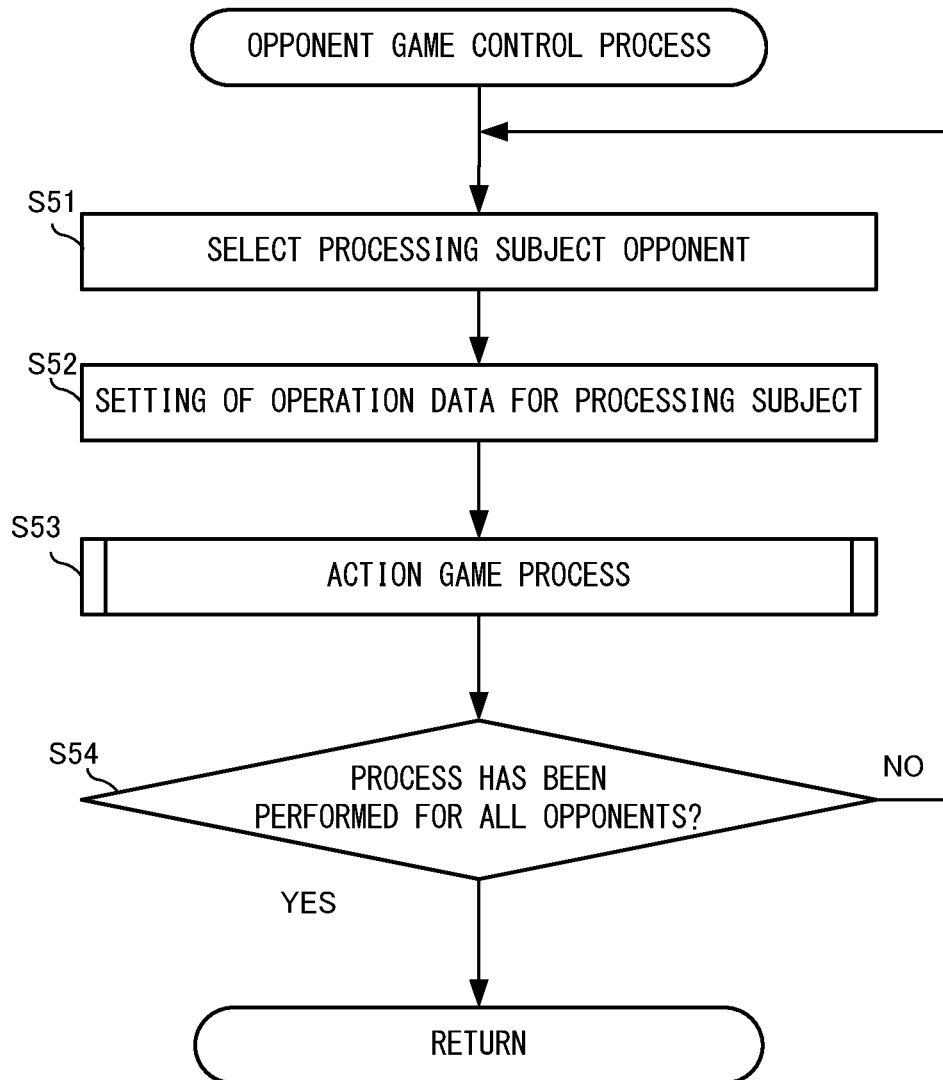 OPPONENT GAME CONTROL PROCESS
S51
SELECT PROCESSING SUBJECT OPPONENT
S52
SETTING OF OPERATION DATA FOR PROCESSING SUBJECT
S53
ACTION GAME PROCESS
S54
PROCESS HAS BEEN
PERFORMED FOR ALL OPPONENTS?
NO
YES
RETURN